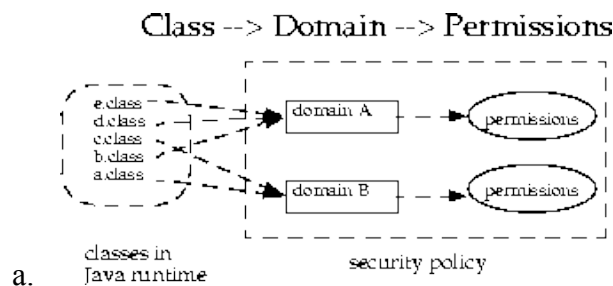 Class --> Domain --> Permissions
e.class
d.class
c.class
b.class
a.class
domain A
permissions
domain B
permissions
classes in
Java runtime
security policy
a.